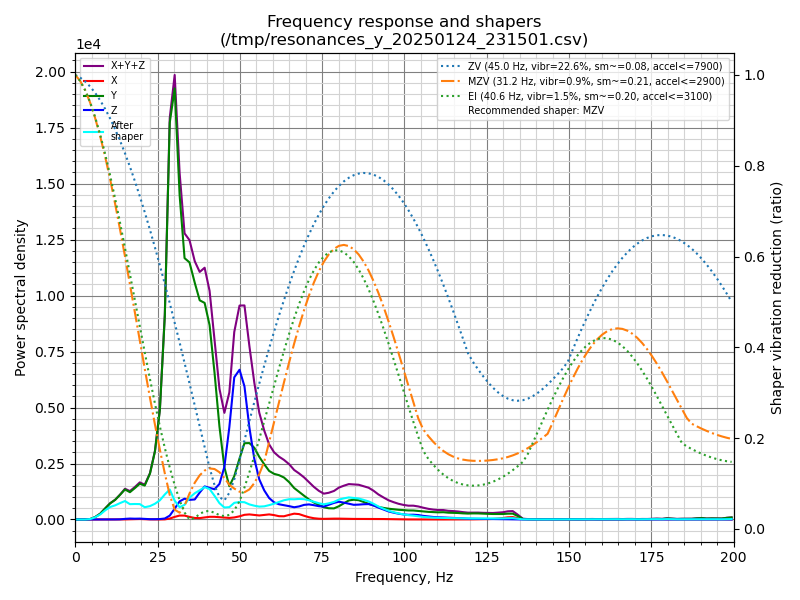 Frequency response and shapers
(/tmp/resonances_y_20250124_231501.csv)
1e4
X+Y+Z
X
Y
Z
After
shaper
ZV (45.0 Hz, vibr=22.6%, sm~=0.08, accel<=7900)
MZV (31.2 Hz, vibr=0.9%, sm~=0.21, accel<=2900)
EI (40.6 Hz, vibr=1.5%, sm~=0.20, accel<=3100)
Recommended shaper: MZV
Power spectral density
2.00
1.75
1.50
1.25
1.00
0.75
0.50
0.25
0.00
1.0
0.8
0.6
0.4
0.2
0.0
Shaper vibration reduction (ratio)
0
25
50
75
100
125
150
175
200
Frequency, Hz